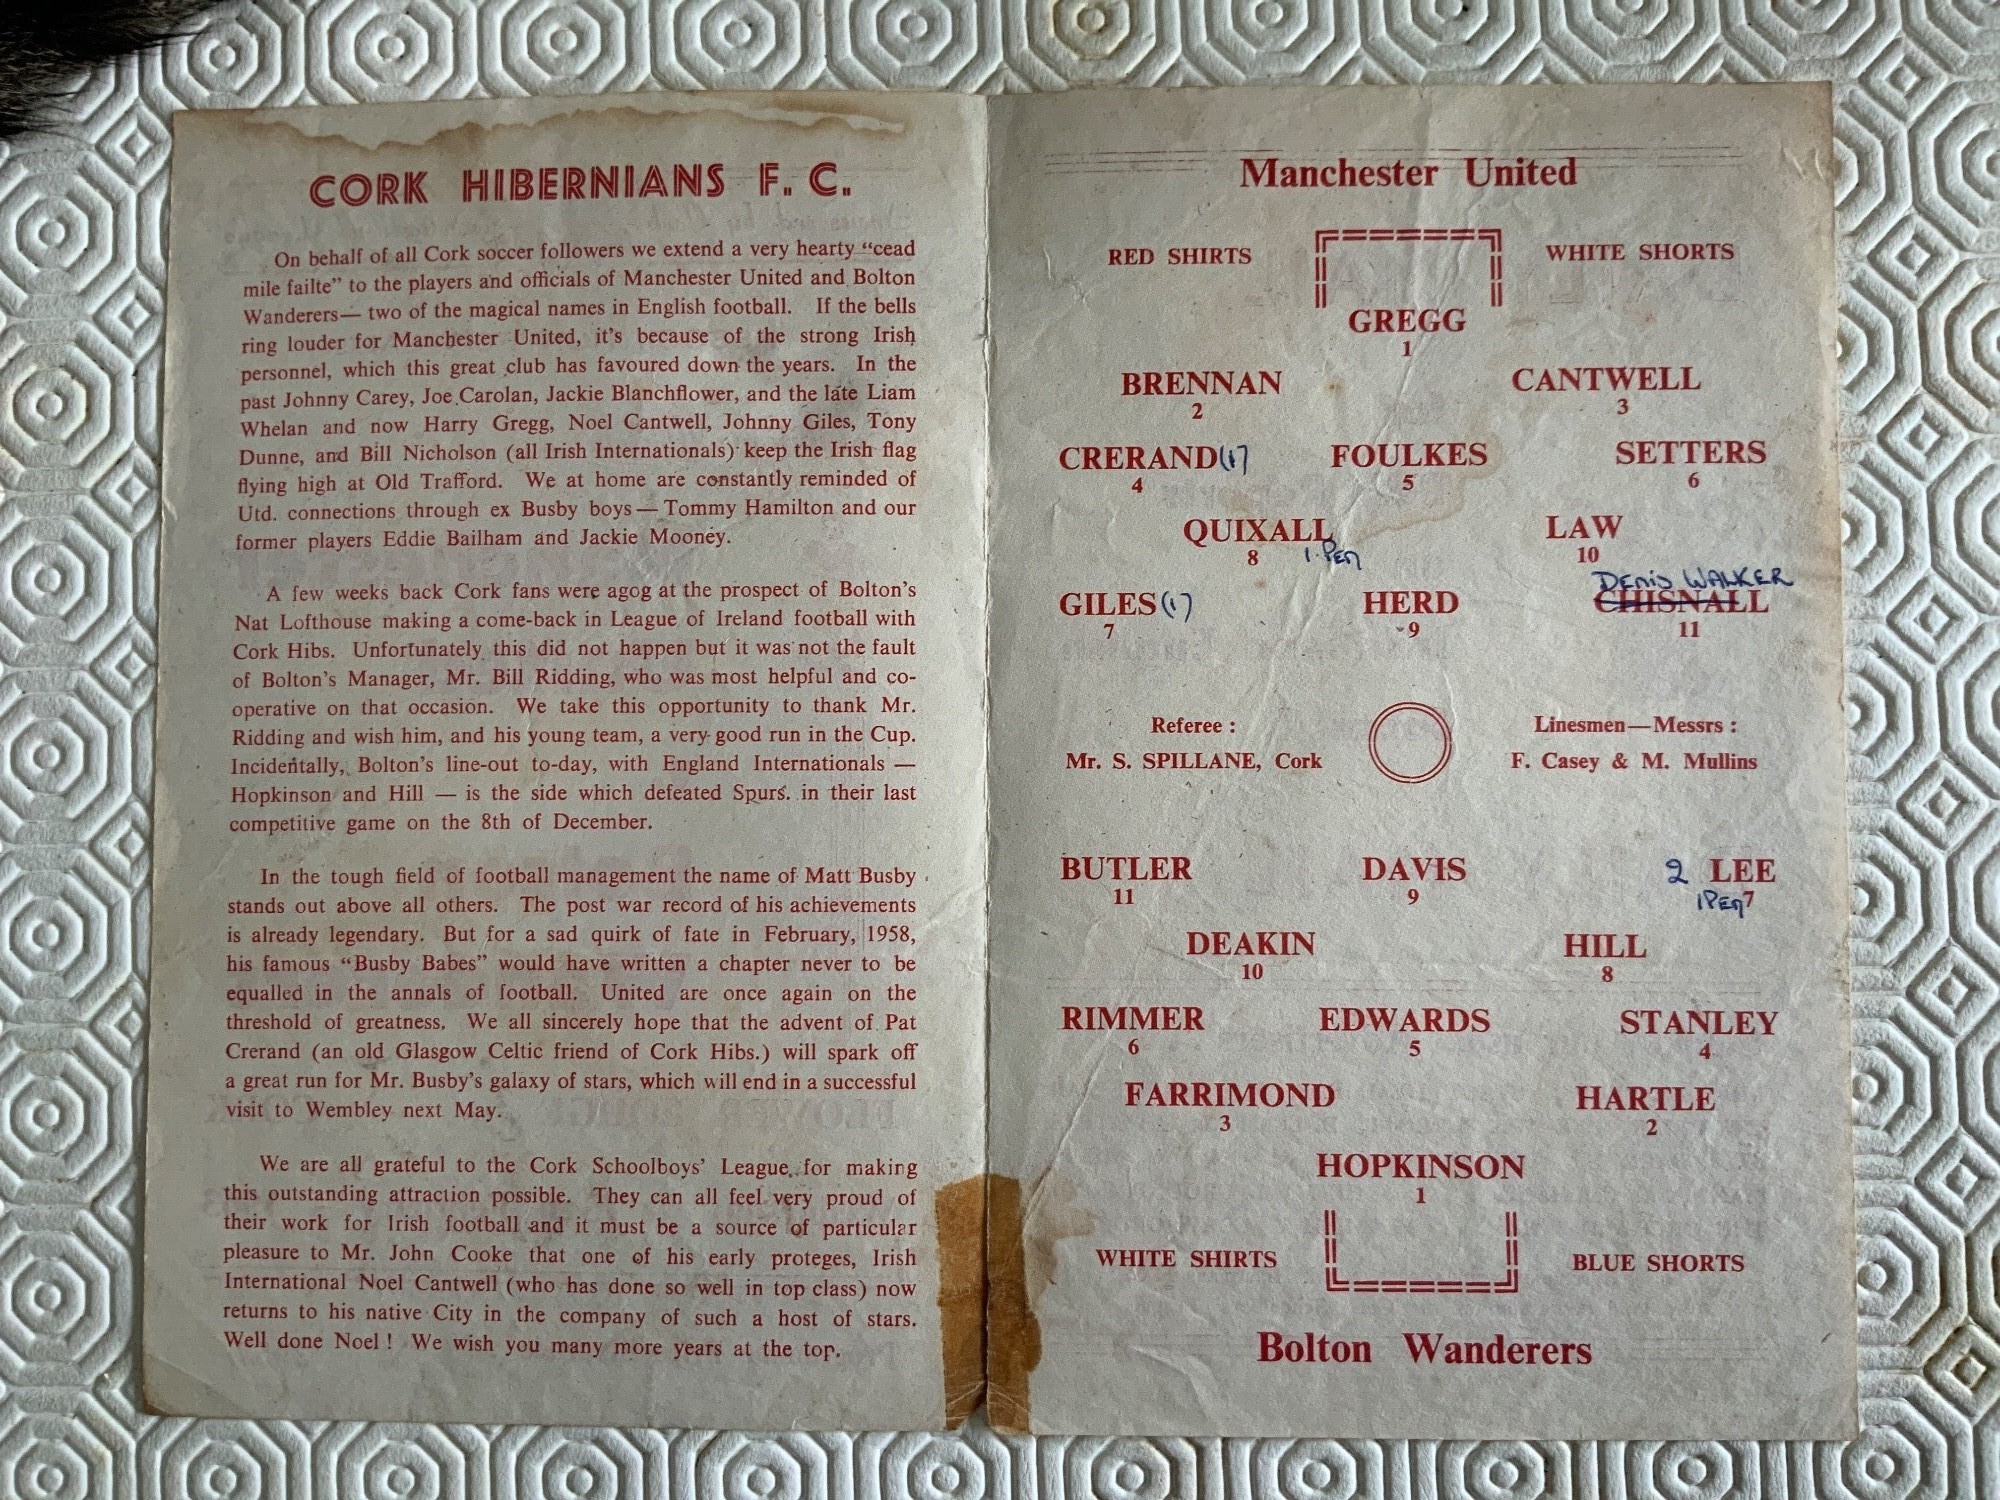 CORK HIBERNIANS F. C.
On behalf of all Cork soccer followers we extend a very hearty "cead
mile failte" to the players and officials of Manchester United and Bolton
Wanderers— two of the magical names in English football. If the bells
ring louder for Manchester United, it's because of the strong Irish
personnel, which this great club has favoured down the years. In the
past Johnny Carey, Joe Carolan, Jackie Blanchflower, and the late Liam
Whelan and now Harry Gregg, Noel Cantwell, Johnny Giles, Tony
Dunne, and Bill Nicholson (all Irish Internationals) keep the Irish flag
flying high at Old Trafford. We at home are constantly reminded of
Utd. connections through ex Busby boys — Tommy Hamilton and our
former players Eddie Bailham and Jackie Mooney.
A few weeks back Cork fans were agog at the prospect of Bolton's
Nat Lofthouse making a come-back in League of Ireland football with
Cork Hibs. Unfortunately this did not happen but it was not the fault
of Bolton's Manager, Mr. Bill Ridding, who was most helpful and co-
operative on that occasion. We take this opportunity to thank Mr.
Ridding and wish him, and his young team, a very good run in the Cup.
Incidentally, Bolton's line-out to-day, with England Internationals —
Hopkinson and Hill — is the side which defeated Spurs. in their last
competitive game on the 8th of December.
In the tough field of football management the name of Matt Busby
stands out above all others. The post war record of his achievements
is already legendary. But for a sad quirk of fate in February, 1958,
his famous "Busby Babes" would have written a chapter never to be
equalled in the annals of football. United are once again on the
threshold of greatness. We all sincerely hope that the advent of Pat
Crerand (an old Glasgow Celtic friend of Cork Hibs.) will spark off
a great run for Mr. Busby's galaxy of stars, which will end in a successful
visit to Wembley next May.
We are all grateful to the Cork Schoolboys' League for making
this outstanding attraction possible. They can all feel very proud of
their work for Irish football and it must be a source of particular
pleasure to Mr. John Cooke that one of his early proteges, Irish
International Noel Cantwell (who has done so well in top class) now
returns to his native City in the company of such a host of stars.
Well done Noel ! We wish you many more years at the top.
Manchester United
RED SHIRTS WHITE SHORTS
GREGG
1
BRENNAN CANTWELL
2 3
CRERAND (1) FOULKES SETTERS
4 5 6
QUIXALL LAW
8 1. Pen 10
DENIS WALKER
GILES (1) HERD CHISNALL
7 9 11
Referee : Linesmen—Messrs :
Mr. S. SPILLANE, Cork F. Casey & M. Mullins
BUTLER DAVIS 2 LEE
11 9 1 Pen 7
DEAKIN HILL
10 8
RIMMER EDWARDS STANLEY
6 5 4
FARRIMOND HARTLE
3 2
HOPKINSON
1
WHITE SHIRTS BLUE SHORTS
Bolton Wanderers